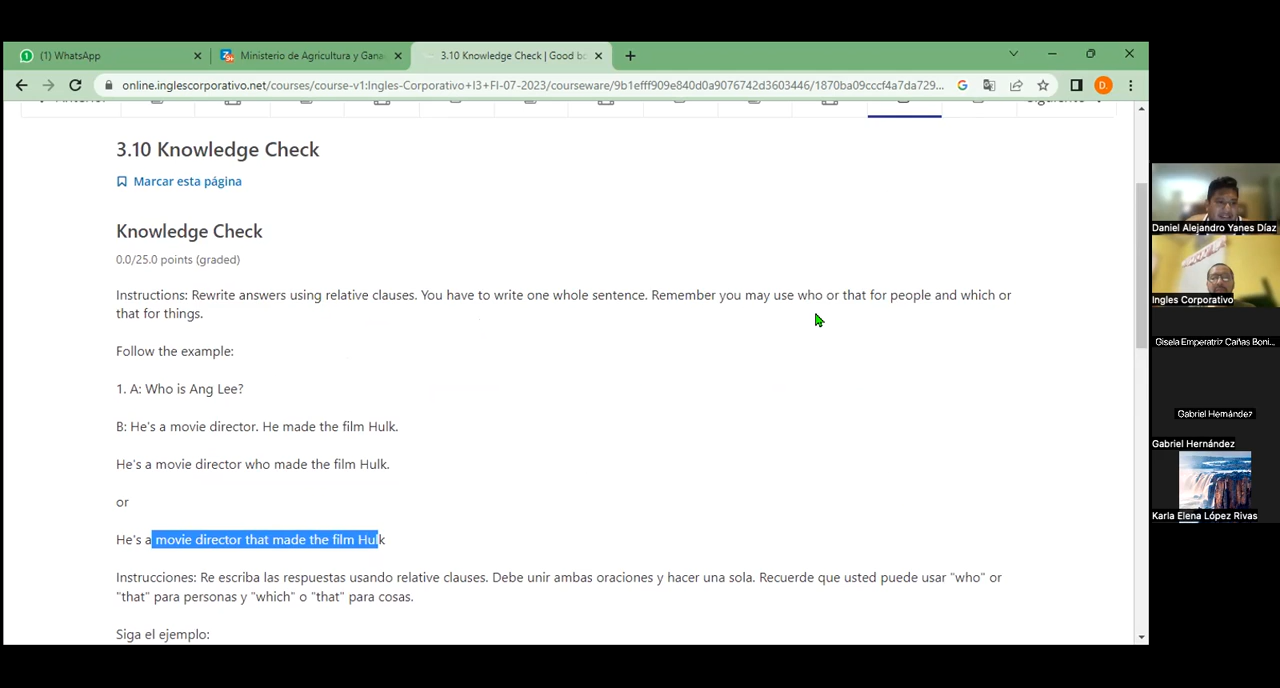 (1) WhatsApp
Ministerio de Agricultura y Gana
3.10 Knowledge Check | Good b
online.inglescorporativo.net/courses/course-v1:Ingles-Corporativo+I3+FI-07-2023/courseware/9b1efff909e840d0a9076742d3603446/1870ba09cccf4a7da729...
3.10 Knowledge Check
Marcar esta página
Knowledge Check
0.0/25.0 points (graded)
Instructions: Rewrite answers using relative clauses. You have to write one whole sentence. Remember you may use who or that for people and which or
that for things.
Follow the example:
1. A: Who is Ang Lee?
B: He's a movie director. He made the film Hulk.
He's a movie director who made the film Hulk.
or
He's a movie director that made the film Hulk
Instrucciones: Re escriba las respuestas usando relative clauses. Debe unir ambas oraciones y hacer una sola. Recuerde que usted puede usar "who" or
"that" para personas y "which" o "that" para cosas.
Siga el ejemplo:
Daniel Alejandro Yanes Díaz
Ingles Corporativo
Gisela Emperatriz Cañas Boni...
Gabriel Hernández
Gabriel Hernández
Karla Elena López Rivas